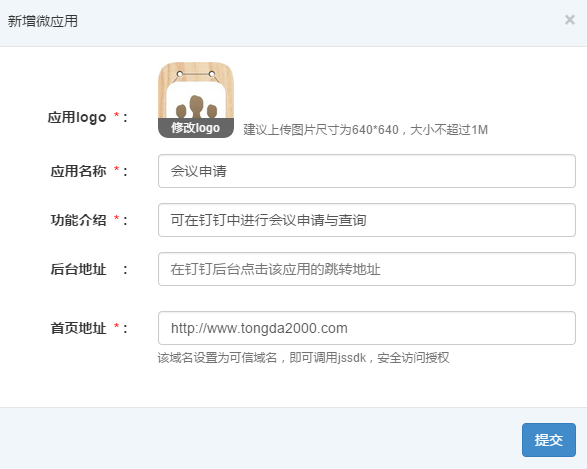 新增微应用 ×
应用logo *： 修改logo 建议上传图片尺寸为640*640，大小不超过1M
应用名称 *： 会议申请
功能介绍 *： 可在钉钉中进行会议申请与查询
后台地址 ： 在钉钉后台点击该应用的跳转地址
首页地址 *： http://www.tongda2000.com
该域名设置为可信域名，即可调用jssdk，安全访问授权
提交